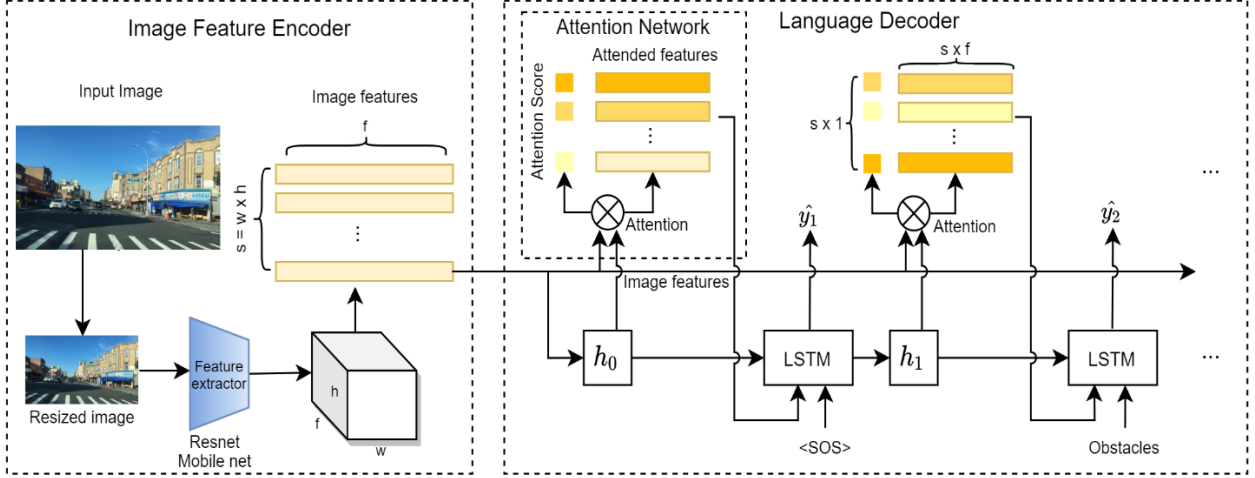 Image Feature Encoder
Input Image
Image features
f
s = w x h
Resized image
Feature
extractor
Resnet
Mobile net
h
f
w
Attention Network
Language Decoder
Attended features
Attention Score
Attention
s x f
s x 1
Attention
...
Image features
ŷ₁
ŷ₂
h₀
LSTM
h₁
LSTM
...
<SOS>
Obstacles